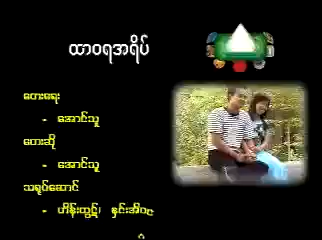 ထာဝရအရိပ်
တေးရေး
- အောင်သူ
တေးဆို
- အောင်သူ
သရုပ်ဆောင်
- ဟိန်းထွဋ်၊ နှင်းအိဝေ